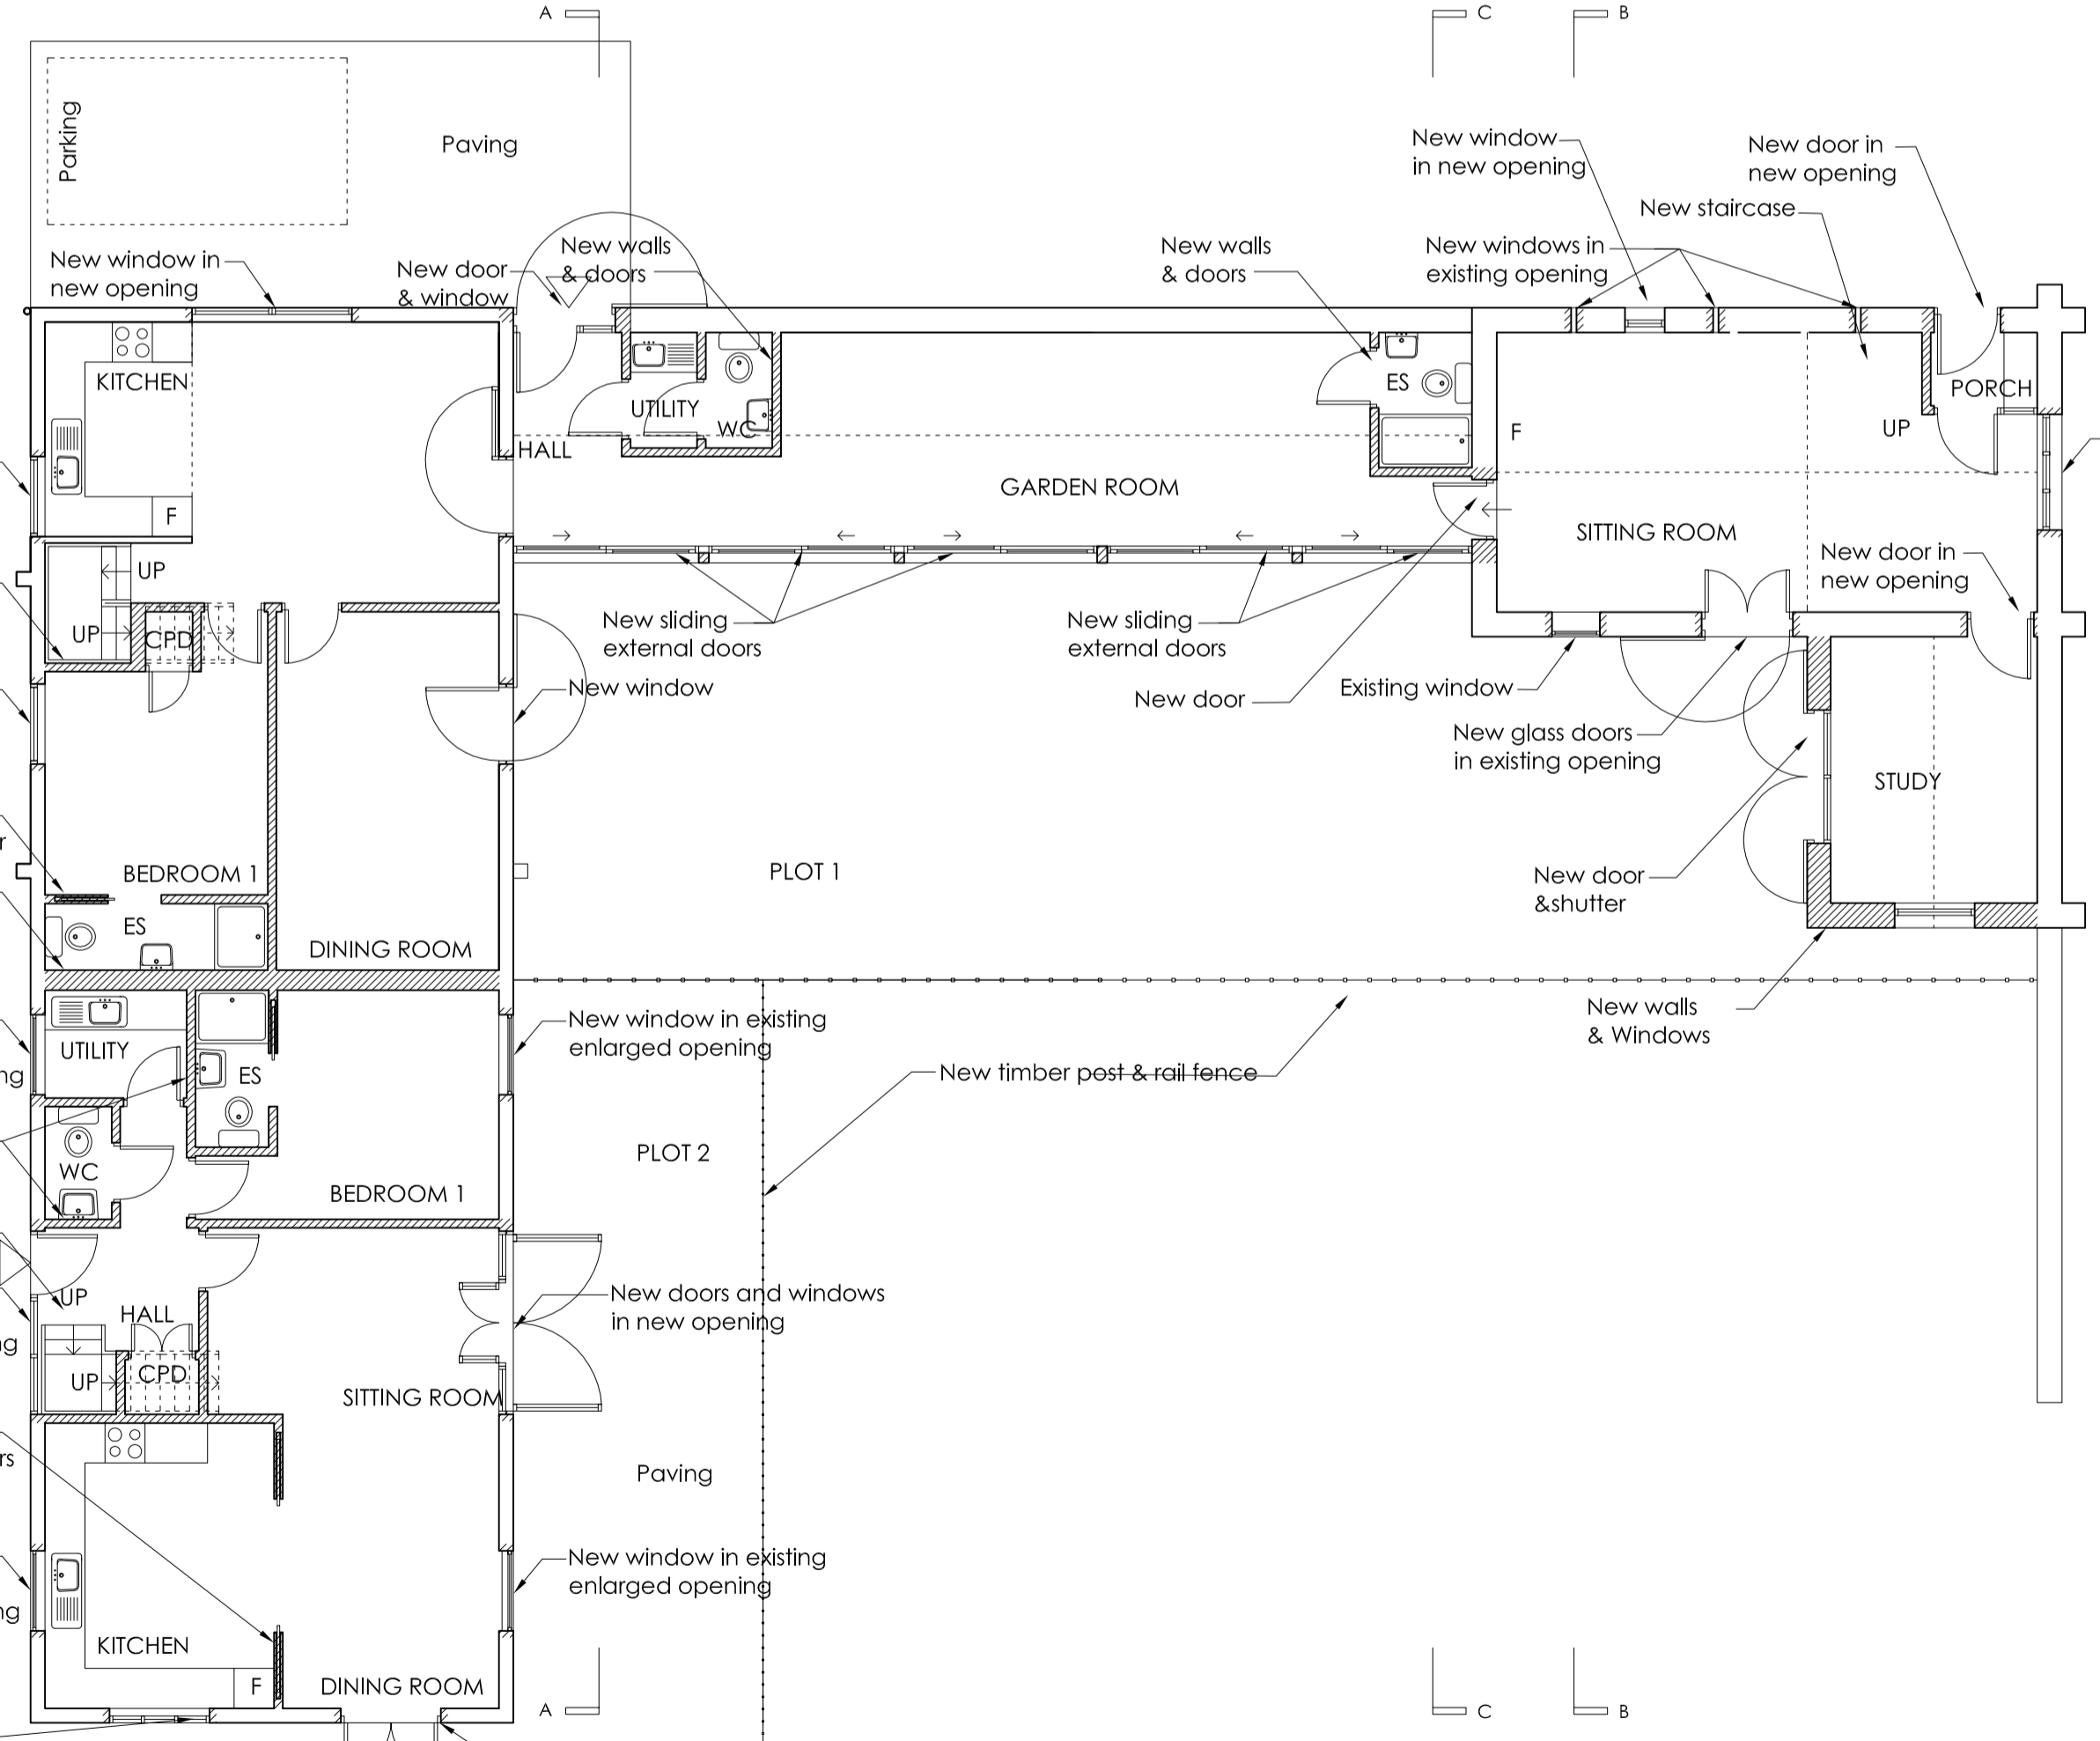 A
C
B
Parking
Paving
New window
in new opening
New door in
new opening
New staircase
New window in
new opening
New door
& window
New walls
& doors
New walls
& doors
New windows in
existing opening
KITCHEN
UTILITY
WC
HALL
ES
F
PORCH
UP
GARDEN ROOM
SITTING ROOM
F
UP
UP
CPD
New sliding
external doors
New sliding
external doors
New door in
new opening
New window
New door
Existing window
New glass doors
in existing opening
STUDY
r
BEDROOM 1
PLOT 1
New door
&shutter
ES
DINING ROOM
New walls
& Windows
New window in existing
enlarged opening
UTILITY
ES
ng
New timber post & rail fence
PLOT 2
WC
BEDROOM 1
UP
HALL
New doors and windows
in new opening
ng
UP
CPD
SITTING ROOM
rs
Paving
New window in existing
enlarged opening
ng
KITCHEN
F
DINING ROOM
A
C
B